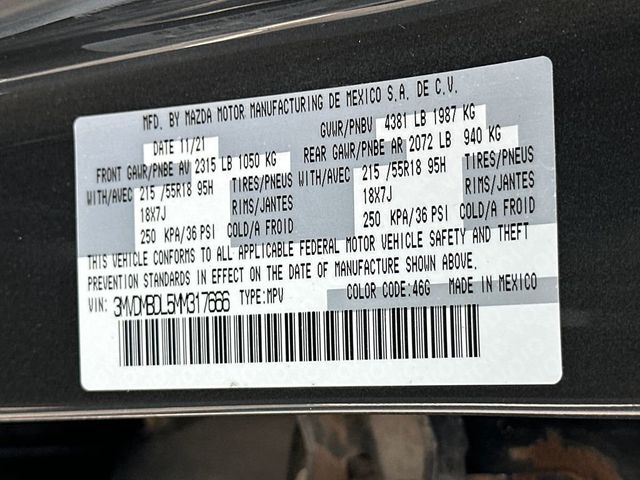 MFD. BY MAZDA MOTOR MANUFACTURING DE MEXICO S.A. DE C.V.
DATE 11/21 GVWR/PNBV 4381 LB 1987 KG
FRONT GAWR/PNBE AV 2315 LB 1050 KG REAR GAWR/PNBE AR 2072 LB 940 KG
WITH/AVEC 215 /55R18 95H TIRES/PNEUS WITH/AVEC 215 /55R18 95H TIRES/PNEUS
18X7J RIMS/JANTES 18X7J RIMS/JANTES
250 KPA/36 PSI COLD/A FROID 250 KPA/36 PSI COLD/A FROID
THIS VEHICLE CONFORMS TO ALL APPLICABLE FEDERAL MOTOR VEHICLE SAFETY AND THEFT
PREVENTION STANDARDS IN EFFECT ON THE DATE OF MANUFACTURE SHOWN ABOVE.
VIN: 3MVDMBDL5MM317666 TYPE:MPV COLOR CODE:46G MADE IN MEXICO